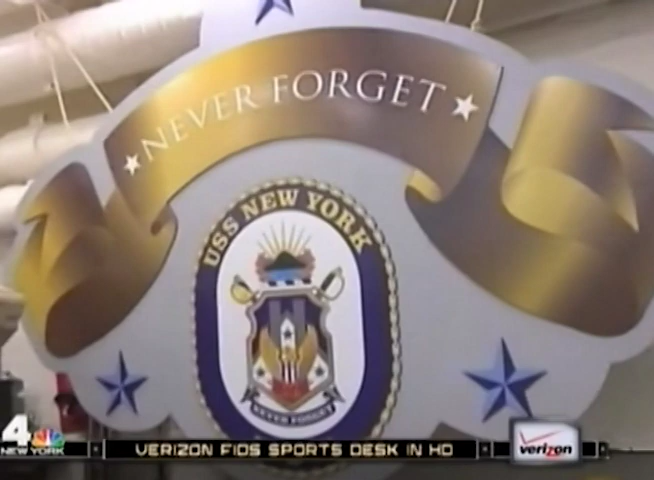 NEVER FORGET
USS NEW YORK
NEVER FORGET
4
NEW YORK
VERIZON FIOS SPORTS DESK IN HD
verizon